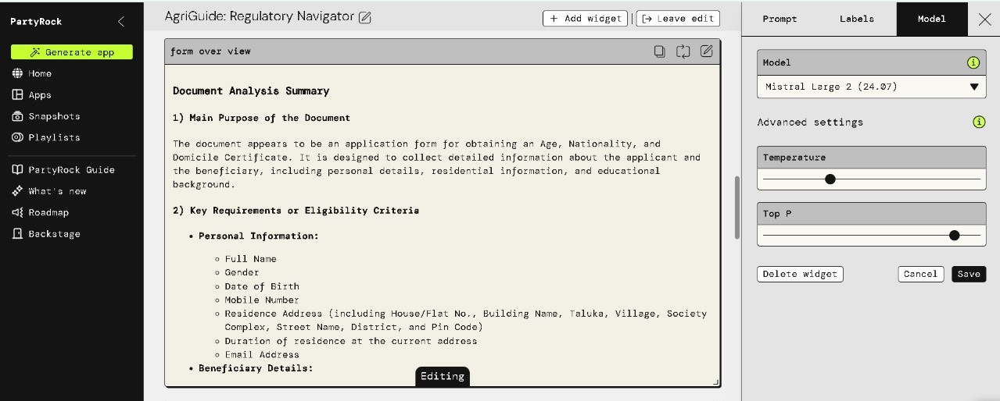 PartyRock
Generate app
Home
Apps
Snapshots
Playlists
PartyRock Guide
What's new
Roadmap
Backstage
AgriGuide: Regulatory Navigator
+ Add widget
Leave edit
form over view
Document Analysis Summary
1) Main Purpose of the Document
The document appears to be an application form for obtaining an Age, Nationality, and
Domicile Certificate. It is designed to collect detailed information about the applicant and
the beneficiary, including personal details, residential information, and educational
background.
2) Key Requirements or Eligibility Criteria
• Personal Information:
◦ Full Name
◦ Gender
◦ Date of Birth
◦ Mobile Number
◦ Residence Address (including House/Flat No., Building Name, Taluka, Village, Society
Complex, Street Name, District, and Pin Code)
◦ Duration of residence at the current address
◦ Email Address
• Beneficiary Details:
Editing
Prompt
Labels
Model
Model
Mistral Large 2 (24.07)
Advanced settings
Temperature
Top P
Delete widget
Cancel
Save